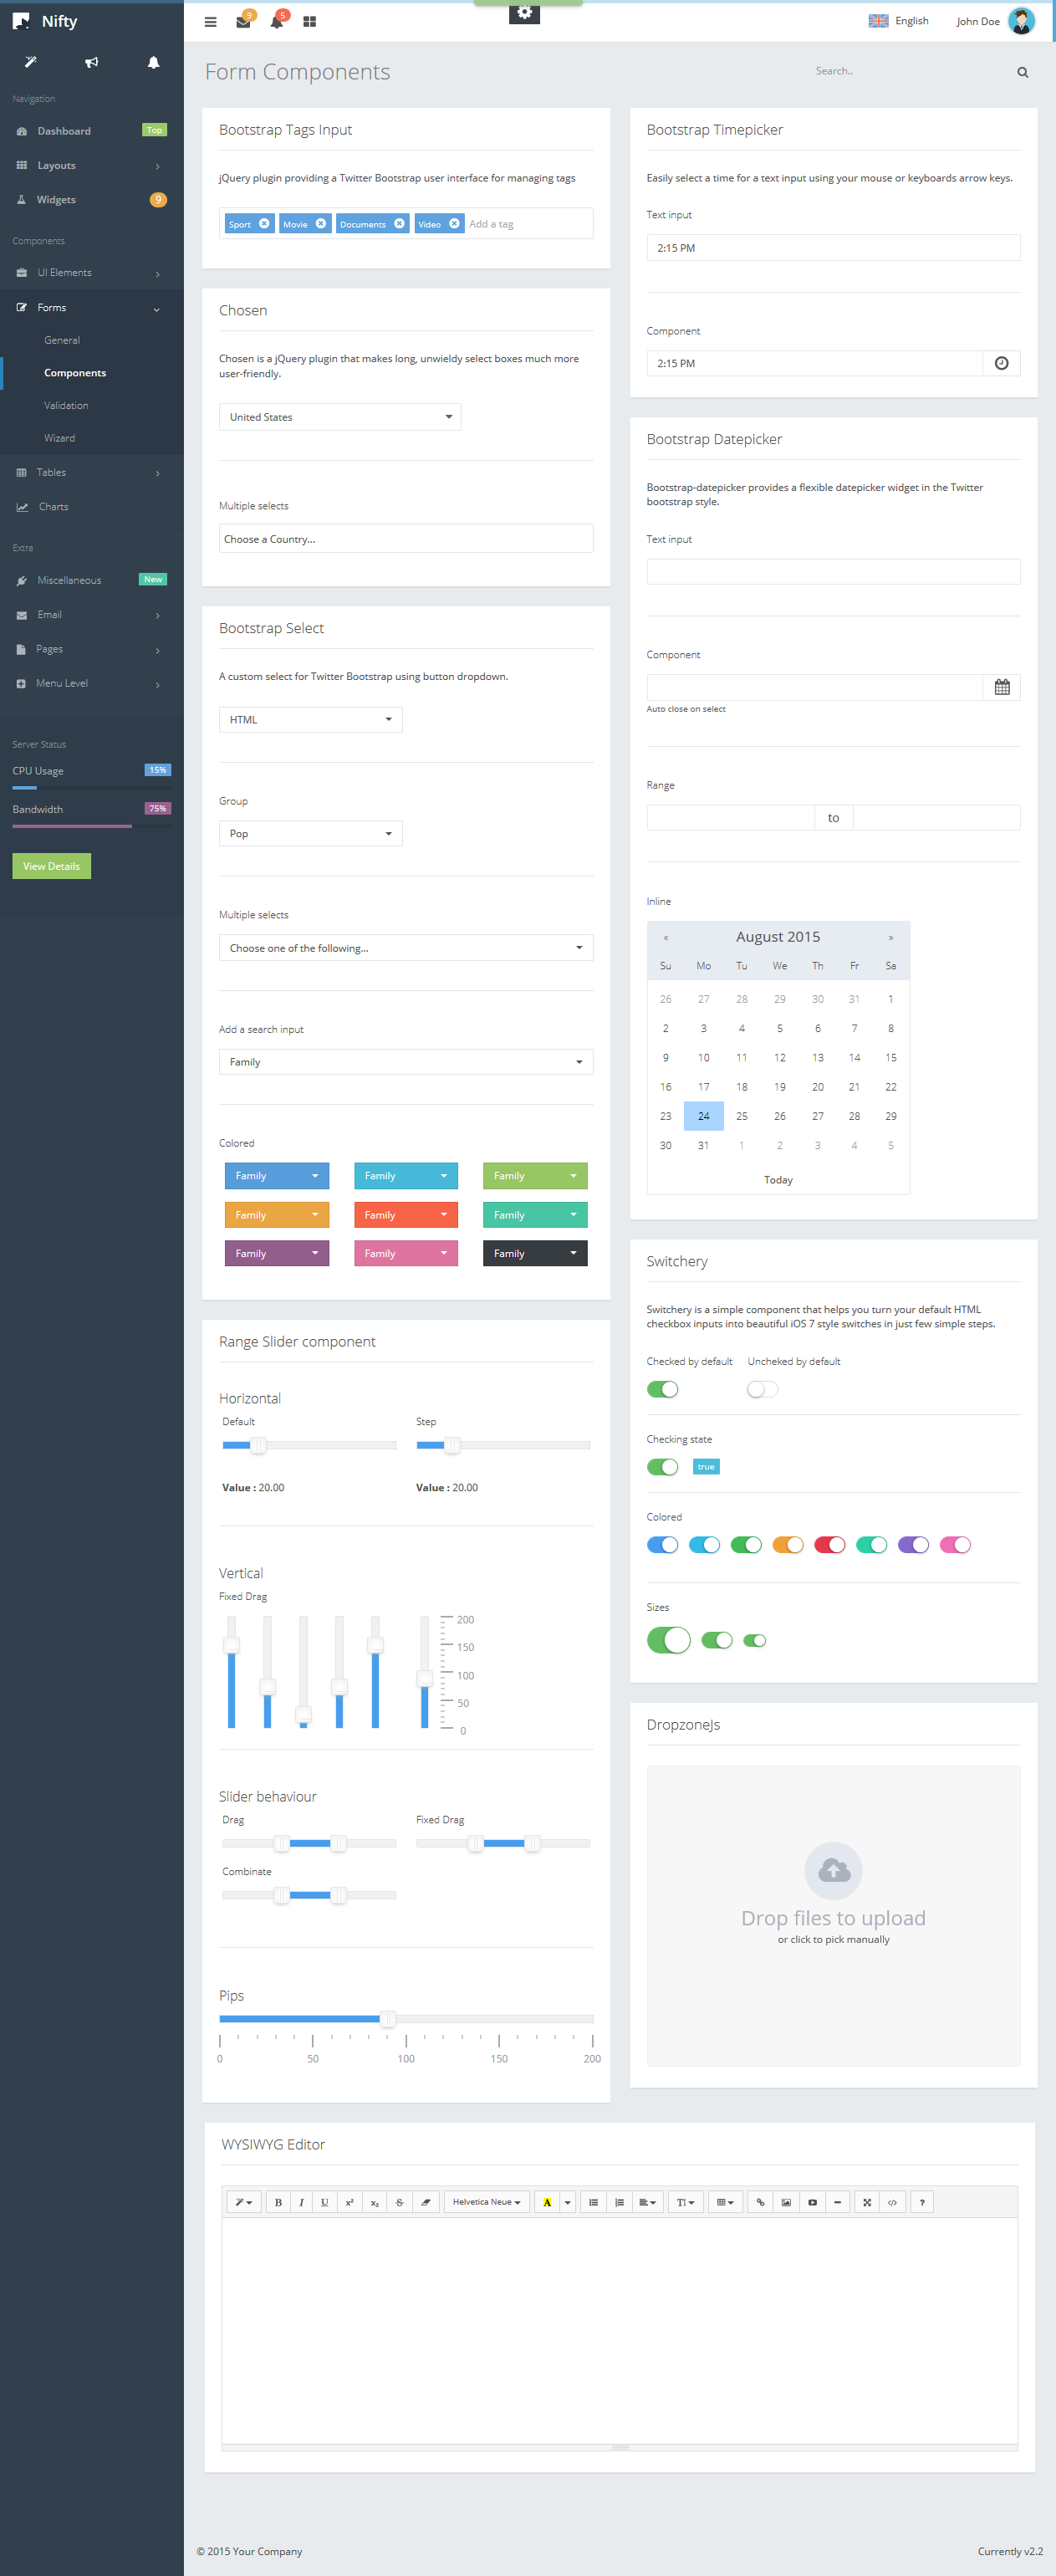 Nifty
9
5
English
John Doe
Navigation
Dashboard
Top
Layouts
Widgets
9
Components
UI Elements
Forms
General
Components
Validation
Wizard
Tables
Charts
Extra
Miscellaneous
New
Email
Pages
Menu Level
Server Status
CPU Usage
15%
Bandwidth
75%
View Details
Form Components
Search..
Bootstrap Tags Input
jQuery plugin providing a Twitter Bootstrap user interface for managing tags
Sport
Movie
Documents
Video
Add a tag
Chosen
Chosen is a jQuery plugin that makes long, unwieldy select boxes much more
user-friendly.
United States
Multiple selects
Choose a Country...
Bootstrap Select
A custom select for Twitter Bootstrap using button dropdown.
HTML
Group
Pop
Multiple selects
Choose one of the following...
Add a search input
Family
Colored
Family Family Family
Family Family Family
Family Family Family
Range Slider component
Horizontal
Default Step
Value : 20.00 Value : 20.00
Vertical
Fixed Drag
200
150
100
50
0
Slider behaviour
Drag Fixed Drag
Combinate
Pips
0 50 100 150 200
Bootstrap Timepicker
Easily select a time for a text input using your mouse or keyboards arrow keys.
Text input
2:15 PM
Component
2:15 PM
Bootstrap Datepicker
Bootstrap-datepicker provides a flexible datepicker widget in the Twitter
bootstrap style.
Text input
Component
Auto close on select
Range
to
Inline
« August 2015 »
Su Mo Tu We Th Fr Sa
26 27 28 29 30 31 1
2 3 4 5 6 7 8
9 10 11 12 13 14 15
16 17 18 19 20 21 22
23 24 25 26 27 28 29
30 31 1 2 3 4 5
Today
Switchery
Switchery is a simple component that helps you turn your default HTML
checkbox inputs into beautiful iOS 7 style switches in just few simple steps.
Checked by default Uncheked by default
Checking state
true
Colored
Sizes
DropzoneJs
Drop files to upload
or click to pick manually
WYSIWYG Editor
B I U x² x₂ S Helvetica Neue A T| </> ?
© 2015 Your Company
Currently v2.2